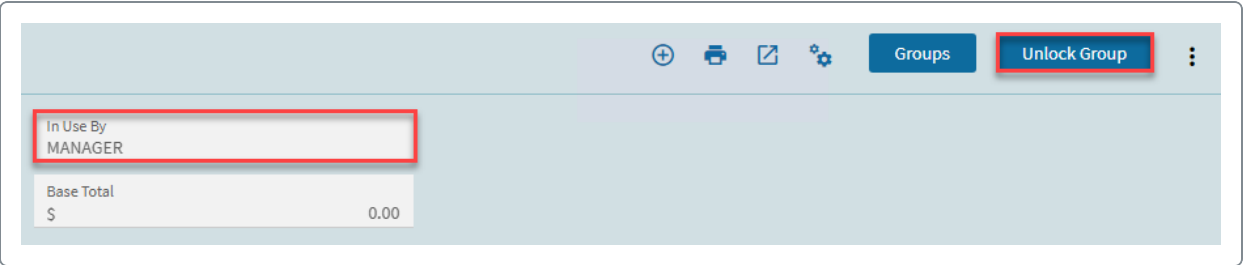 Groups
Unlock Group
In Use By
MANAGER
Base Total
$ 0.00